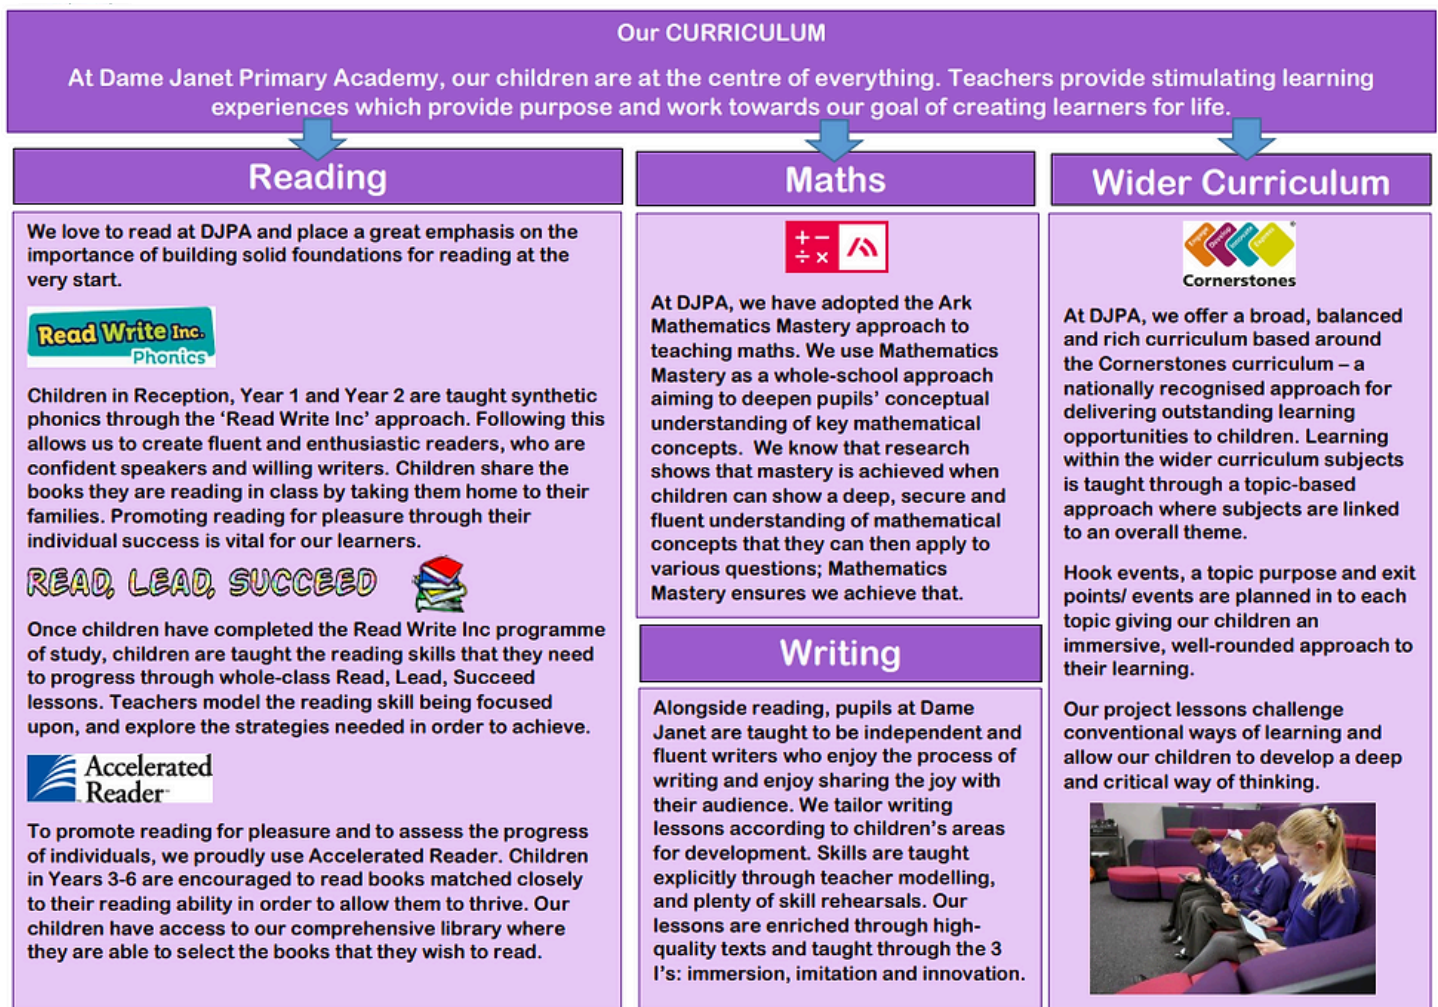 Our CURRICULUM
At Dame Janet Primary Academy, our children are at the centre of everything. Teachers provide stimulating learning
experiences which provide purpose and work towards our goal of creating learners for life.
Reading
We love to read at DJPA and place a great emphasis on the
importance of building solid foundations for reading at the
very start.
Read Write Inc.
Phonics
Children in Reception, Year 1 and Year 2 are taught synthetic
phonics through the ‘Read Write Inc’ approach. Following this
allows us to create fluent and enthusiastic readers, who are
confident speakers and willing writers. Children share the
books they are reading in class by taking them home to their
families. Promoting reading for pleasure through their
individual success is vital for our learners.
READ, LEAD, SUCCEED
Once children have completed the Read Write Inc programme
of study, children are taught the reading skills that they need
to progress through whole-class Read, Lead, Succeed
lessons. Teachers model the reading skill being focused
upon, and explore the strategies needed in order to achieve.
Accelerated
Reader™
To promote reading for pleasure and to assess the progress
of individuals, we proudly use Accelerated Reader. Children
in Years 3-6 are encouraged to read books matched closely
to their reading ability in order to allow them to thrive. Our
children have access to our comprehensive library where
they are able to select the books that they wish to read.
Maths
+ −
÷ ×
At DJPA, we have adopted the Ark
Mathematics Mastery approach to
teaching maths. We use Mathematics
Mastery as a whole-school approach
aiming to deepen pupils’ conceptual
understanding of key mathematical
concepts.  We know that research
shows that mastery is achieved when
children can show a deep, secure and
fluent understanding of mathematical
concepts that they can then apply to
various questions; Mathematics
Mastery ensures we achieve that.
Writing
Alongside reading, pupils at Dame
Janet are taught to be independent and
fluent writers who enjoy the process of
writing and enjoy sharing the joy with
their audience. We tailor writing
lessons according to children’s areas
for development. Skills are taught
explicitly through teacher modelling,
and plenty of skill rehearsals. Our
lessons are enriched through high-
quality texts and taught through the 3
I’s: immersion, imitation and innovation.
Wider Curriculum
Engage Develop Innovate Express
Cornerstones
At DJPA, we offer a broad, balanced
and rich curriculum based around
the Cornerstones curriculum – a
nationally recognised approach for
delivering outstanding learning
opportunities to children. Learning
within the wider curriculum subjects
is taught through a topic-based
approach where subjects are linked
to an overall theme.
Hook events, a topic purpose and exit
points/ events are planned in to each
topic giving our children an
immersive, well-rounded approach to
their learning.
Our project lessons challenge
conventional ways of learning and
allow our children to develop a deep
and critical way of thinking.